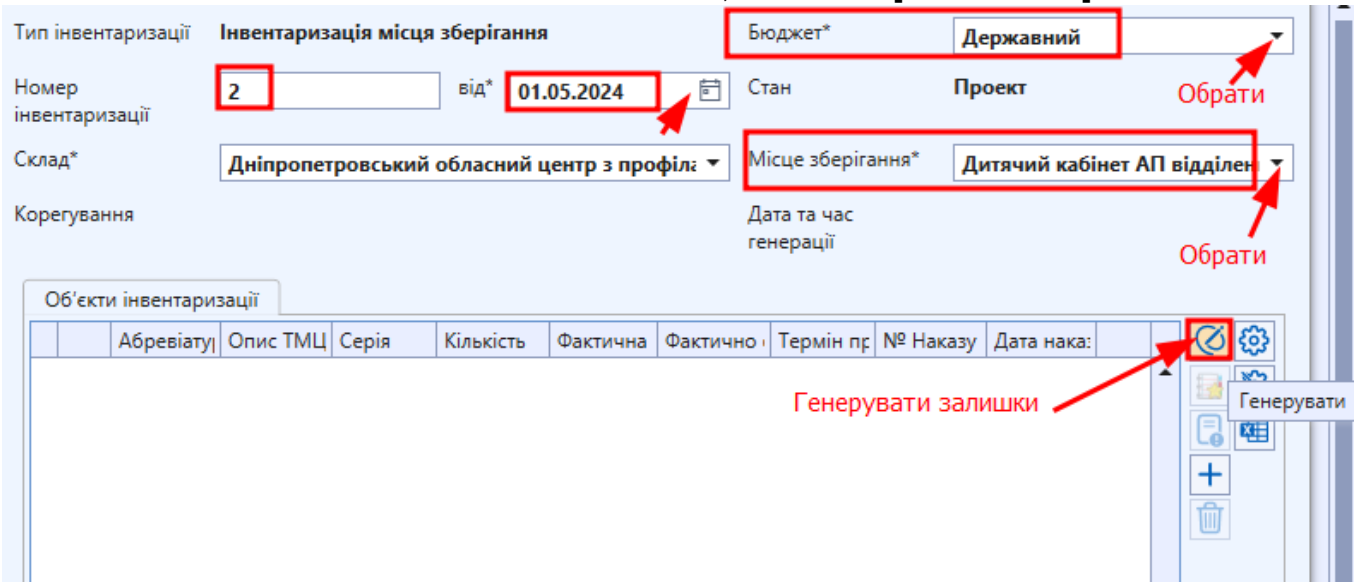 Тип інвентаризації Інвентаризація місця зберігання Бюджет* Державний
Обрати
Номер інвентаризації 2 від* 01.05.2024 Стан Проект
Склад* Дніпропетровський обласний центр з профіла Місце зберігання* Дитячий кабінет АП відділен
Корегування Дата та час генерації
Обрати
Об'єкти інвентаризації
Абревіату Опис ТМЦ Серія Кількість Фактична Фактично Термін пр № Наказу Дата нака:
Генерувати залишки
Генерувати